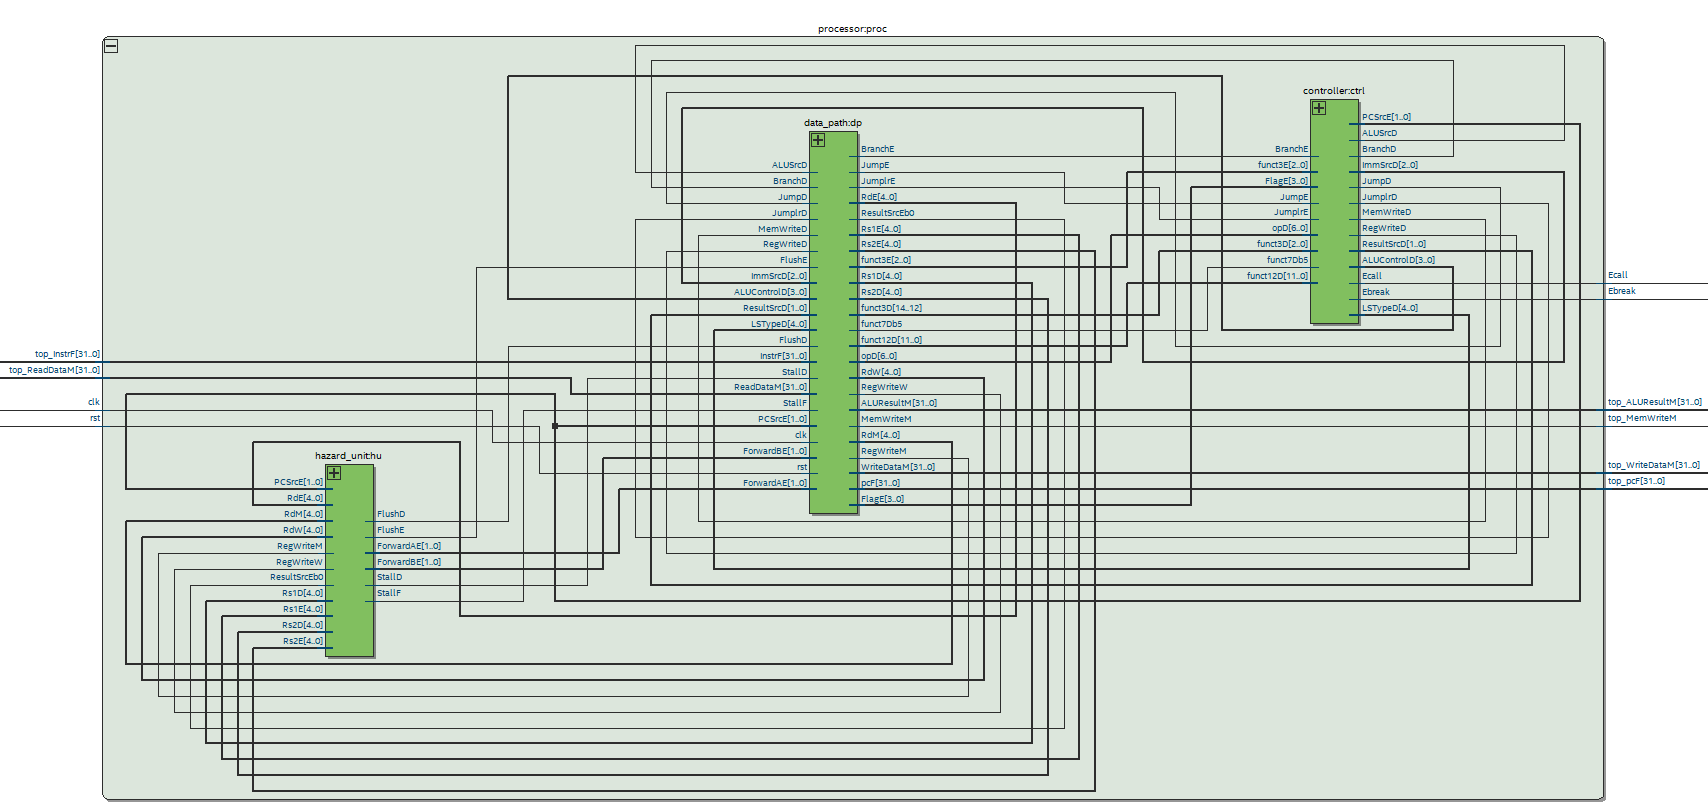 processor:proc
controller:ctrl
PCSrcE[1..0]
ALUSrcD
BranchD
ImmSrcD[2..0]
JumpD
JumplrD
MemWriteD
RegWriteD
ResultSrcD[1..0]
ALUControlD[3..0]
Ecall
Ebreak
LSTypeD[4..0]
BranchE
funct3E[2..0]
FlagE[3..0]
JumpE
JumplrE
opD[6..0]
funct3D[2..0]
funct7Db5
funct12D[11..0]
data_path:dp
ALUSrcD
BranchD
JumpD
JumplrD
MemWriteD
RegWriteD
FlushE
ImmSrcD[2..0]
ALUControlD[3..0]
ResultSrcD[1..0]
LSTypeD[4..0]
FlushD
InstrF[31..0]
StallD
ReadDataM[31..0]
StallF
PCSrcE[1..0]
clk
ForwardBE[1..0]
rst
ForwardAE[1..0]
BranchE
JumpE
JumplrE
RdE[4..0]
ResultSrcEb0
Rs1E[4..0]
Rs2E[4..0]
funct3E[2..0]
Rs1D[4..0]
Rs2D[4..0]
funct3D[14..12]
funct7Db5
funct12D[11..0]
opD[6..0]
RdW[4..0]
RegWriteW
ALUResultM[31..0]
MemWriteM
RdM[4..0]
RegWriteM
WriteDataM[31..0]
pcF[31..0]
FlagE[3..0]
top_InstrF[31..0]
top_ReadDataM[31..0]
clk
rst
hazard_unit:hu
PCSrcE[1..0]
RdE[4..0]
RdM[4..0]
RdW[4..0]
RegWriteM
RegWriteW
ResultSrcEb0
Rs1D[4..0]
Rs1E[4..0]
Rs2D[4..0]
Rs2E[4..0]
FlushD
FlushE
ForwardAE[1..0]
ForwardBE[1..0]
StallD
StallF
Ecall
Ebreak
top_ALUResultM[31..0]
top_MemWriteM
top_WriteDataM[31..0]
top_pcF[31..0]